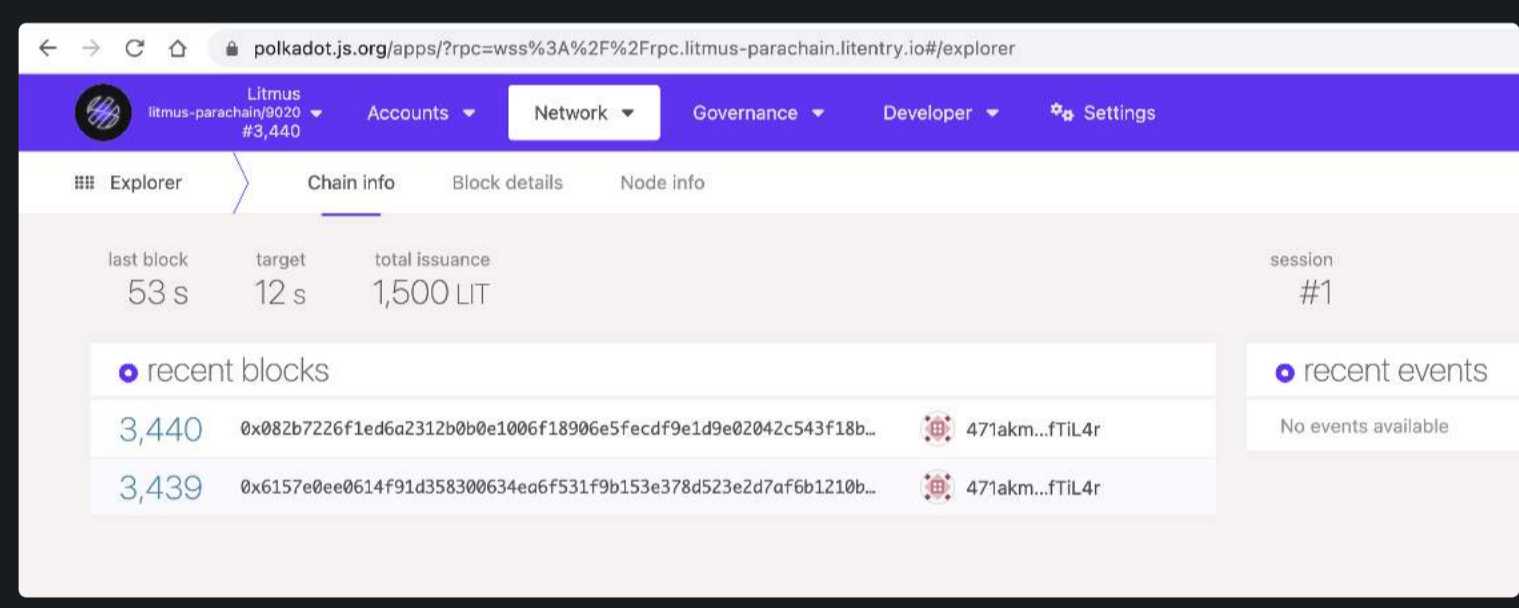 polkadot.js.org/apps/?rpc=wss%3A%2F%2Frpc.litmus-parachain.litentry.io#/explorer
Litmus
litmus-parachain/9020
#3,440
Accounts
Network
Governance
Developer
Settings
Explorer
Chain info
Block details
Node info
last block
53 s
target
12 s
total issuance
1,500 LIT
session
#1
recent blocks
3,440 0x082b7226f1ed6a2312b0b0e1006f18906e5fecdf9e1d9e02042c543f18b… 471akm...fTiL4r
3,439 0x6157e0ee0614f91d358300634ea6f531f9b153e378d523e2d7af6b1210b… 471akm...fTiL4r
recent events
No events available